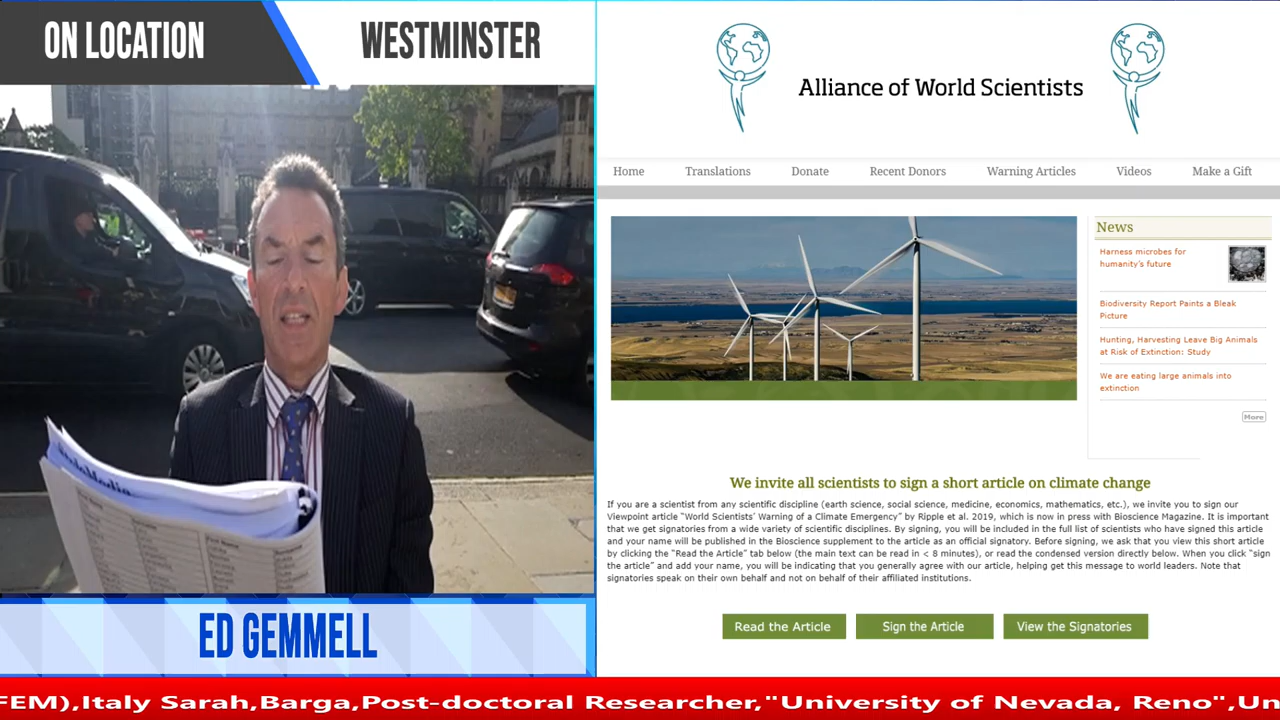 ON LOCATION
WESTMINSTER
Alliance of World Scientists
Home Translations Donate Recent Donors Warning Articles Videos Make a Gift
News
Harness microbes for
humanity's future
Biodiversity Report Paints a Bleak
Picture
Hunting, Harvesting Leave Big Animals
at Risk of Extinction: Study
We are eating large animals into
extinction
More
We invite all scientists to sign a short article on climate change
If you are a scientist from any scientific discipline (earth science, social science, medicine, economics, mathematics, etc.), we invite you to sign our
Viewpoint article "World Scientists' Warning of a Climate Emergency" by Ripple et al. 2019, which is now in press with Bioscience Magazine. It is important
that we get signatories from a wide variety of scientific disciplines. By signing, you will be included in the full list of scientists who have signed this article
and your name will be published in the Bioscience supplement to the article as an official signatory. Before signing, we ask that you view this short article
by clicking the "Read the Article" tab below (the main text can be read in < 8 minutes), or read the condensed version directly below. When you click "sign
the article" and add your name, you will be indicating that you generally agree with our article, helping get this message to world leaders. Note that
signatories speak on their own behalf and not on behalf of their affiliated institutions.
Read the Article Sign the Article View the Signatories
ED GEMMELL
FEM),Italy Sarah,Barga,Post-doctoral Researcher,"University of Nevada, Reno",Un